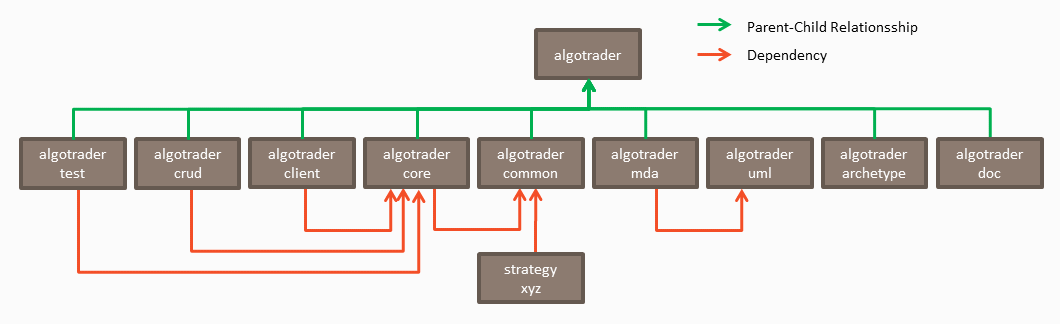 Parent-Child Relationsship
algotrader
Dependency
algotrader
test
algotrader
crud
algotrader
client
algotrader
core
algotrader
common
algotrader
mda
algotrader
uml
algotrader
archetype
algotrader
doc
strategy
xyz